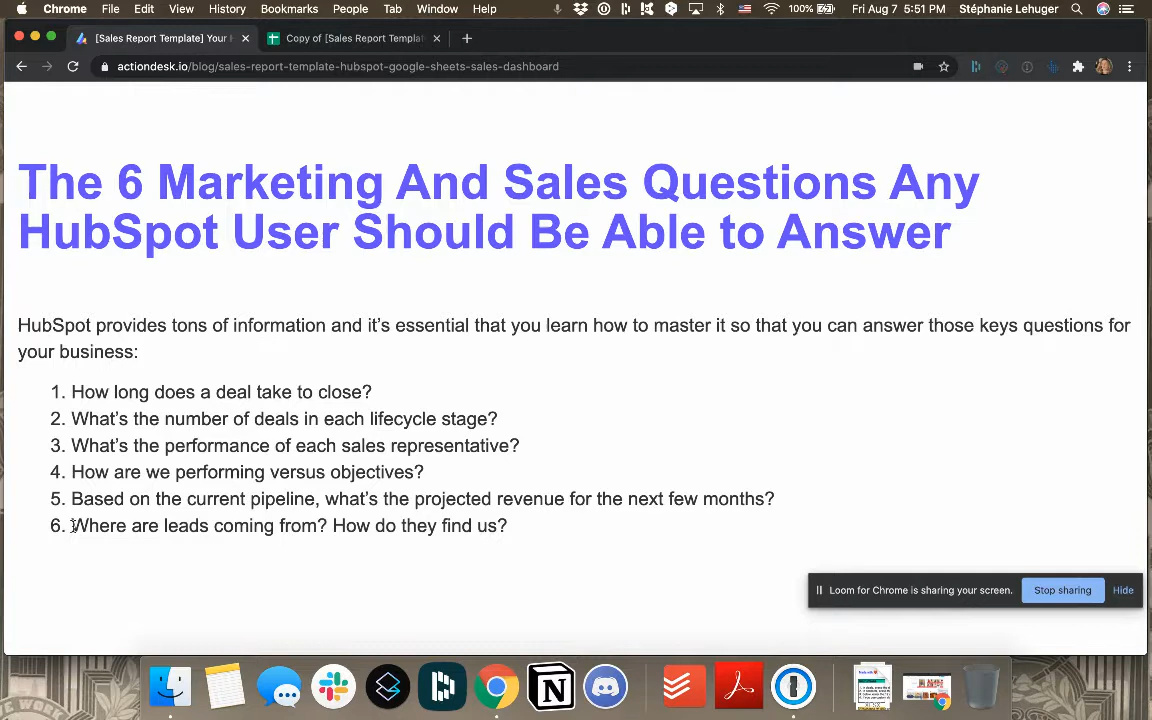 Chrome File Edit View History Bookmarks People Tab Window Help 100% Fri Aug 7 5:51 PM Stéphanie Lehuger
[Sales Report Template] Your Copy of [Sales Report Templa
actiondesk.io/blog/sales-report-template-hubspot-google-sheets-sales-dashboard
The 6 Marketing And Sales Questions Any
HubSpot User Should Be Able to Answer
HubSpot provides tons of information and it’s essential that you learn how to master it so that you can answer those keys questions for
your business:
1. How long does a deal take to close?
2. What’s the number of deals in each lifecycle stage?
3. What’s the performance of each sales representative?
4. How are we performing versus objectives?
5. Based on the current pipeline, what’s the projected revenue for the next few months?
6. Where are leads coming from? How do they find us?
Loom for Chrome is sharing your screen. Stop sharing Hide